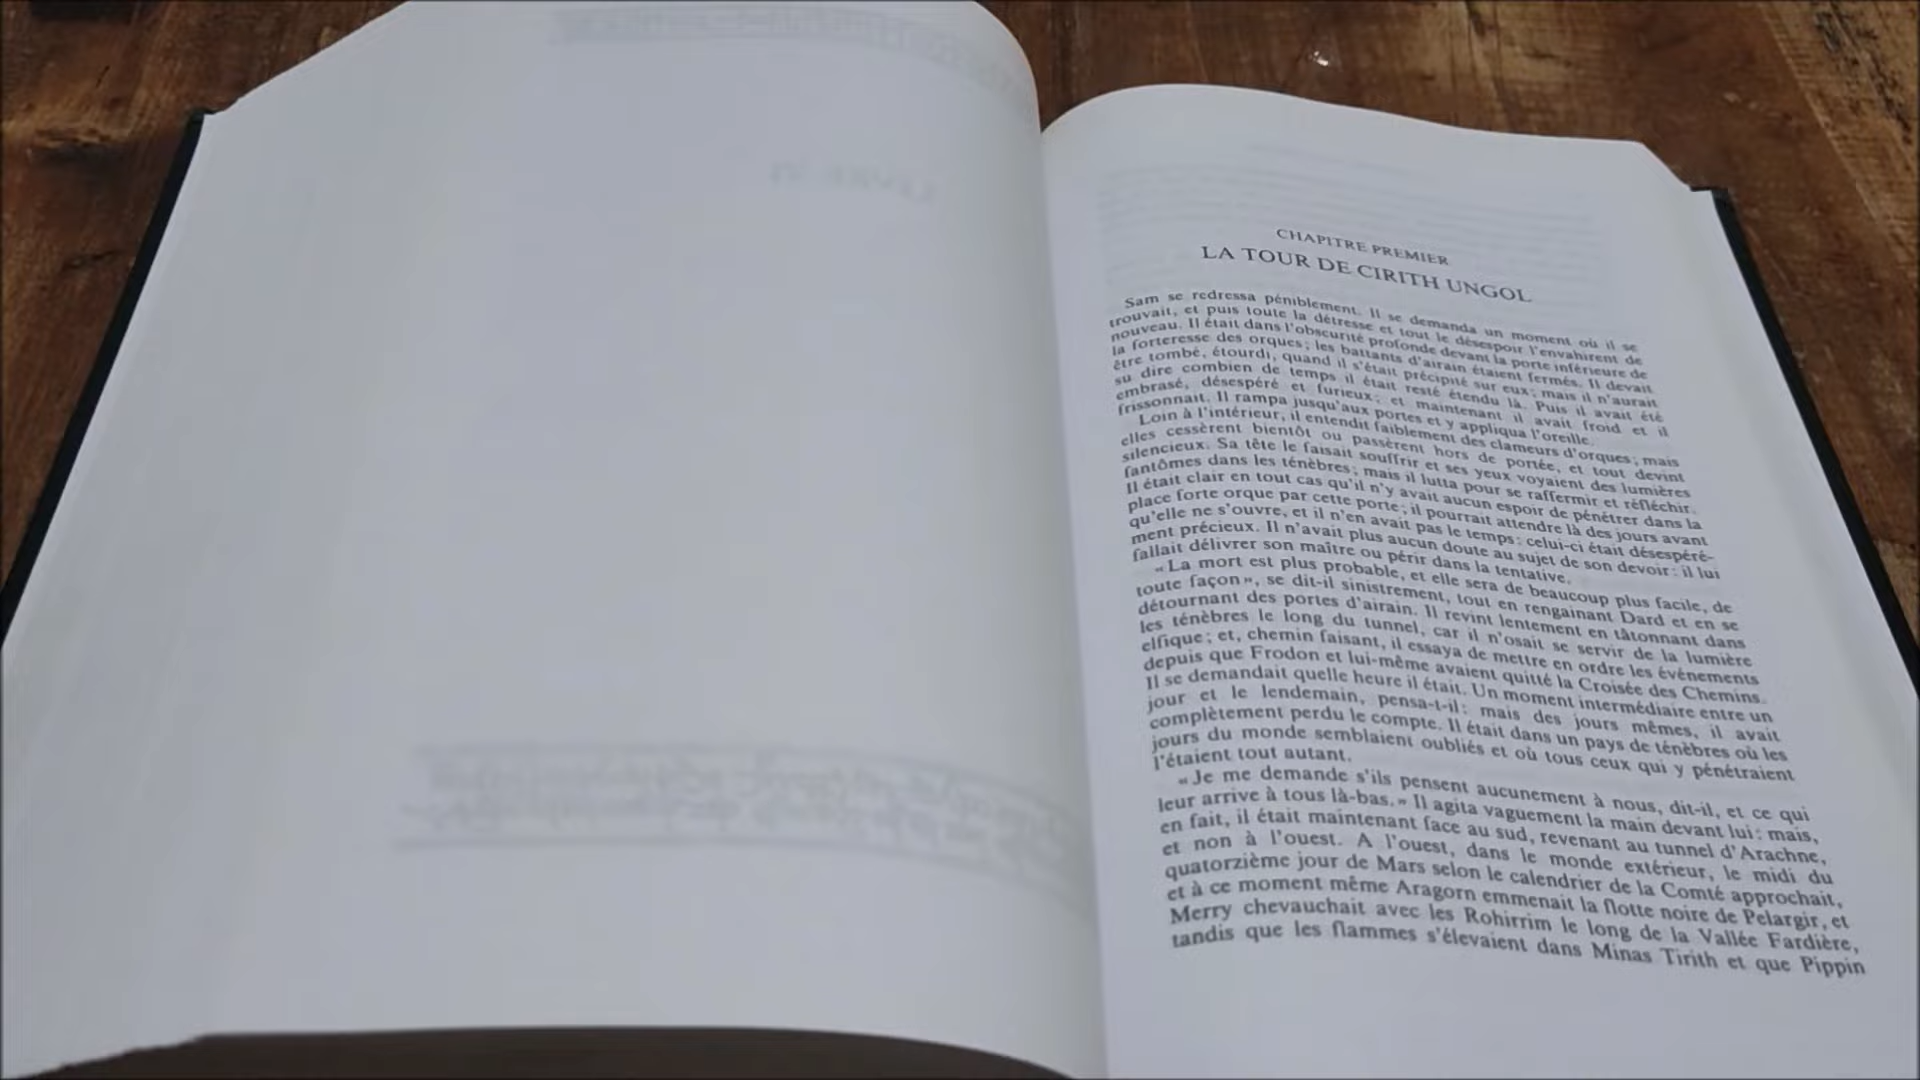 CHAPITRE PREMIER
LA TOUR DE CIRITH UNGOL
Sam se redressa péniblement. Il se demanda un moment où il se
trouvait, et puis toute la détresse et tout le désespoir l'envahirent de
nouveau. Il était dans l'obscurité profonde devant la porte inférieure de
la forteresse des orques; les battants d'airain étaient fermés. Il devait
être tombé, étourdi, quand il s'était précipité sur eux; mais il n'aurait
su dire combien de temps il était resté étendu là. Puis il avait été
embrasé, désespéré et furieux; et maintenant il avait froid et il
frissonnait. Il rampa jusqu'aux portes et y appliqua l'oreille.
Loin à l'intérieur, il entendit faiblement des clameurs d'orques; mais
elles cessèrent bientôt ou passèrent hors de portée, et tout devint
silencieux. Sa tête le faisait souffrir et ses yeux voyaient des lumières
fantômes dans les ténèbres; mais il lutta pour se raffermir et réfléchir.
Il était clair en tout cas qu'il n'y avait aucun espoir de pénétrer dans la
place forte orque par cette porte; il pourrait attendre là des jours avant
qu'elle ne s'ouvre, et il n'en avait pas le temps: celui-ci était désespéré-
ment précieux. Il n'avait plus aucun doute au sujet de son devoir: il lui
fallait délivrer son maître ou périr dans la tentative.
«La mort est plus probable, et elle sera de beaucoup plus facile, de
toute façon», se dit-il sinistrement, tout en rengainant Dard et en se
détournant des portes d'airain. Il revint lentement en tâtonnant dans
les ténèbres le long du tunnel, car il n'osait se servir de la lumière
elfique; et, chemin faisant, il essaya de mettre en ordre les événements
depuis que Frodon et lui-même avaient quitté la Croisée des Chemins.
Il se demandait quelle heure il était. Un moment intermédiaire entre un
jour et le lendemain, pensa-t-il: mais des jours mêmes, il avait
complètement perdu le compte. Il était dans un pays de ténèbres où les
jours du monde semblaient oubliés et où tous ceux qui y pénétraient
l'étaient tout autant.
«Je me demande s'ils pensent aucunement à nous, dit-il, et ce qui
leur arrive à tous là-bas.» Il agita vaguement la main devant lui: mais,
en fait, il était maintenant face au sud, revenant au tunnel d'Arachne,
et non à l'ouest. A l'ouest, dans le monde extérieur, le midi du
quatorzième jour de Mars selon le calendrier de la Comté approchait,
et à ce moment même Aragorn emmenait la flotte noire de Pelargir, et
Merry chevauchait avec les Rohirrim le long de la Vallée Fardière,
tandis que les flammes s'élevaient dans Minas Tirith et que Pippin